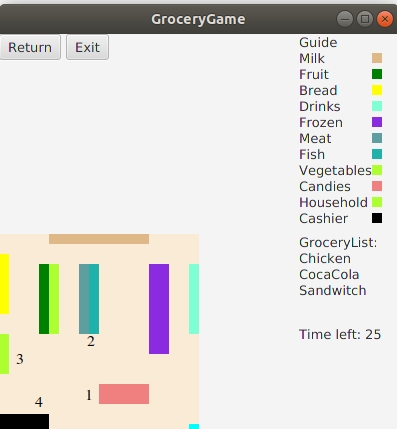 GroceryGame
Return Exit
Guide
Milk
Fruit
Bread
Drinks
Frozen
Meat
Fish
Vegetables
Candies
Household
Cashier
GroceryList:
Chicken
CocaCola
Sandwitch
Time left: 25
2
3
1
4